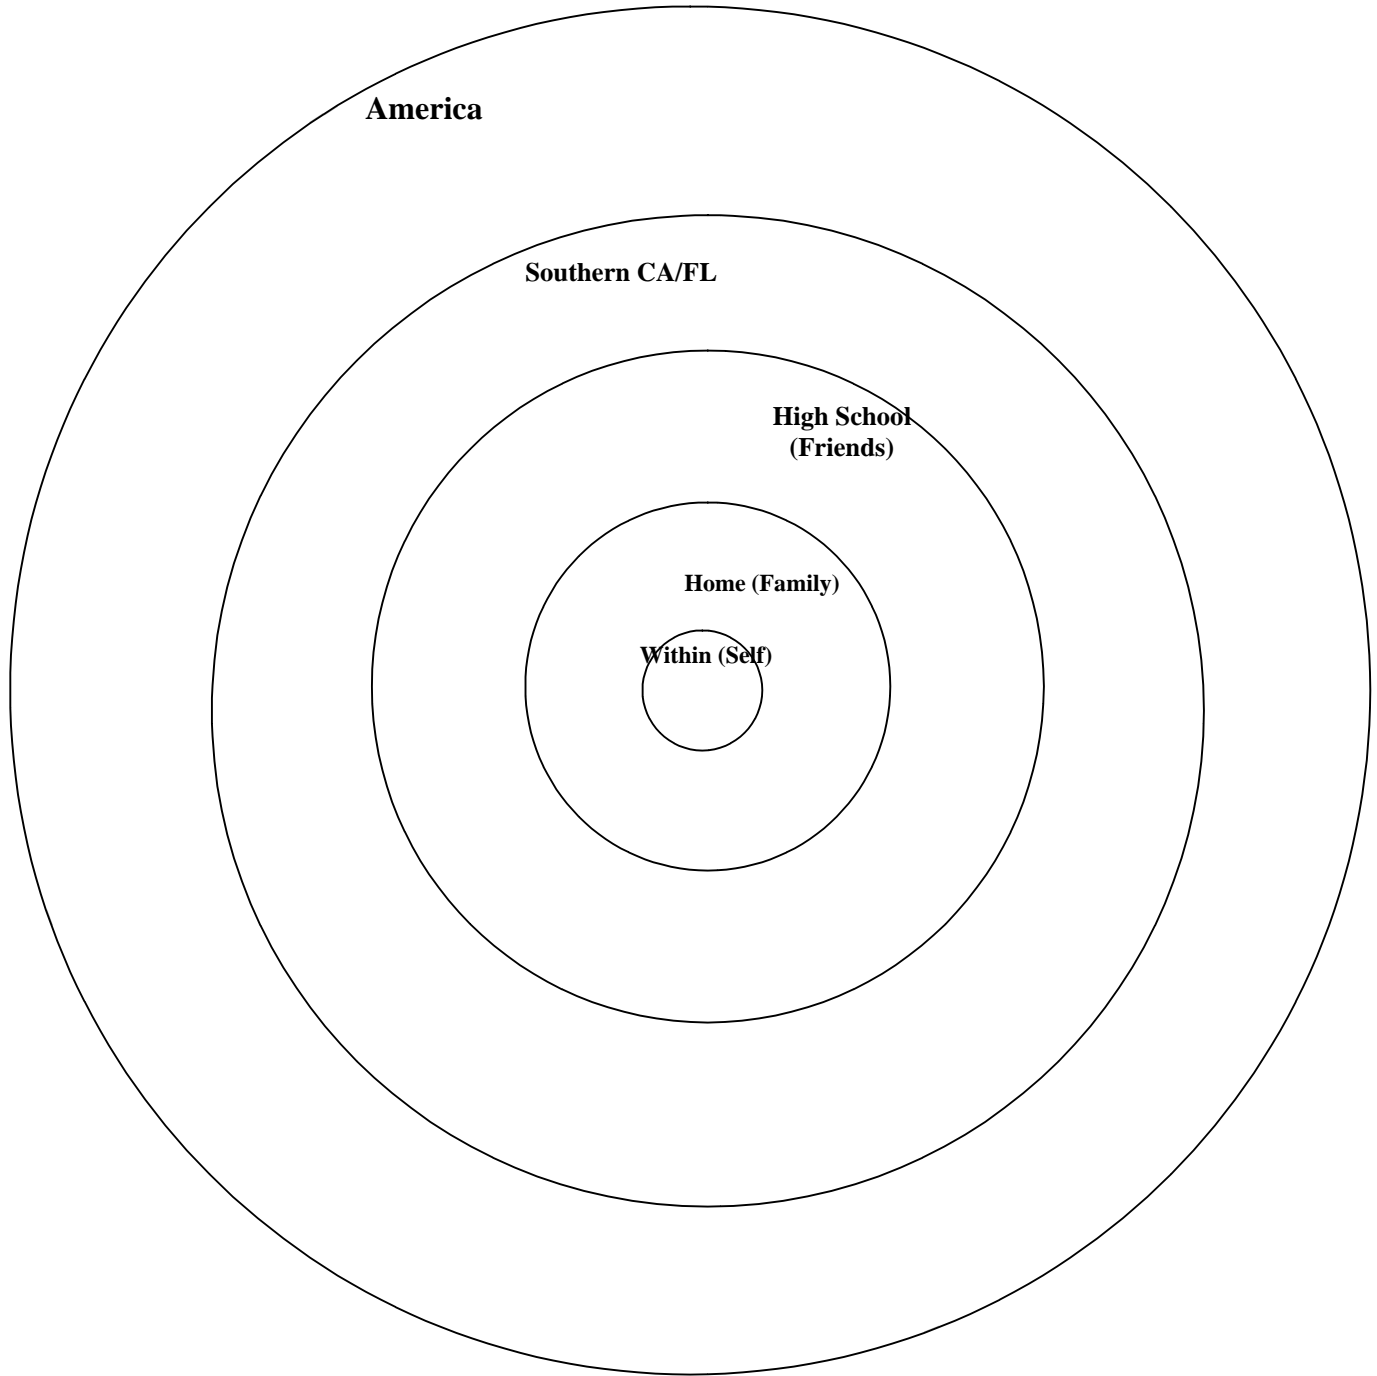 America
Southern CA/FL
High School
(Friends)
Home (Family)
Within (Self)